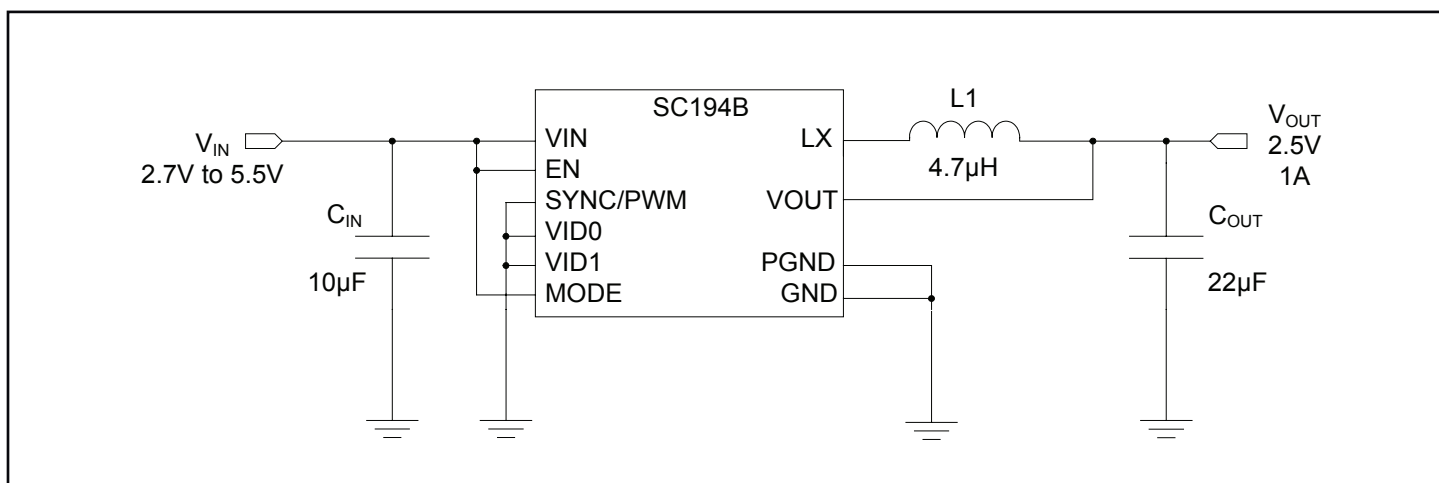 SC194B
V_IN
2.7V to 5.5V
C_IN
10µF
VIN
EN
SYNC/PWM
VID0
VID1
MODE
LX
VOUT
PGND
GND
L1
4.7µH
V_OUT
2.5V
1A
C_OUT
22µF